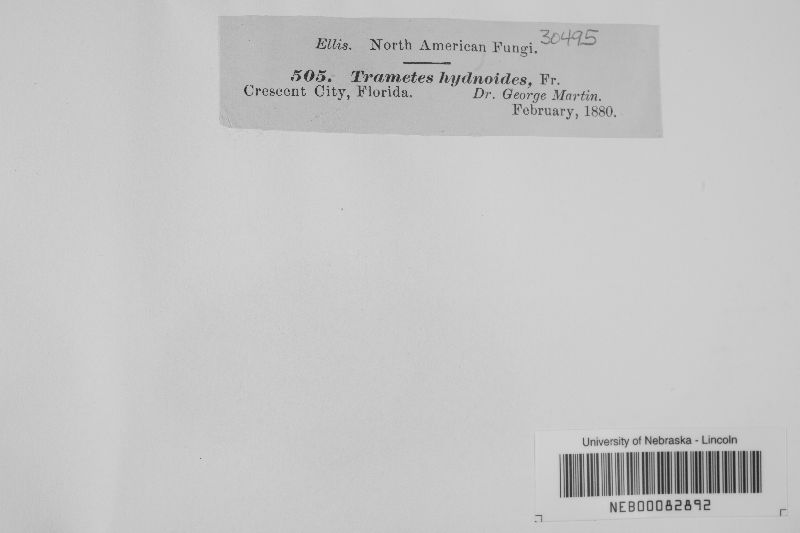 Ellis. North American Fungi. 30495
505. Trametes hydnoides, Fr.
Crescent City, Florida. Dr. George Martin.
February, 1880.
University of Nebraska - Lincoln
NEB00082892